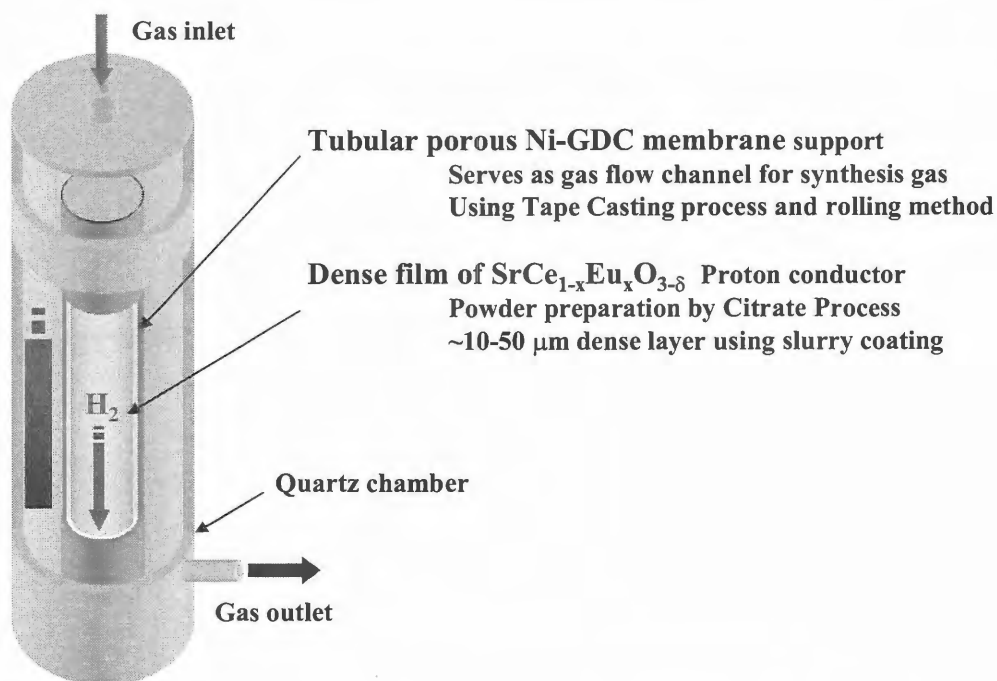 Gas inlet
Tubular porous Ni-GDC membrane support
Serves as gas flow channel for synthesis gas
Using Tape Casting process and rolling method
Dense film of SrCe₁₋ₓEuₓO₃₋δ Proton conductor
Powder preparation by Citrate Process
~10-50 μm dense layer using slurry coating
H₂
Quartz chamber
Gas outlet